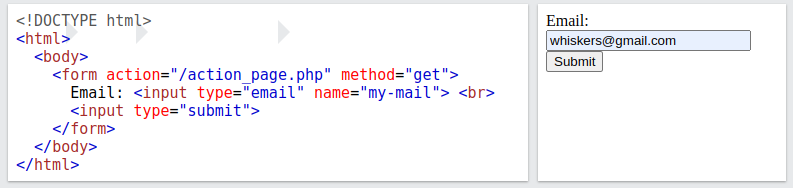 <!DOCTYPE html>
<html>
<body>
<form action="/action_page.php" method="get">
Email: <input type="email" name="my-mail"> <br>
<input type="submit">
</form>
</body>
</html>
Email:
whiskers@gmail.com
Submit